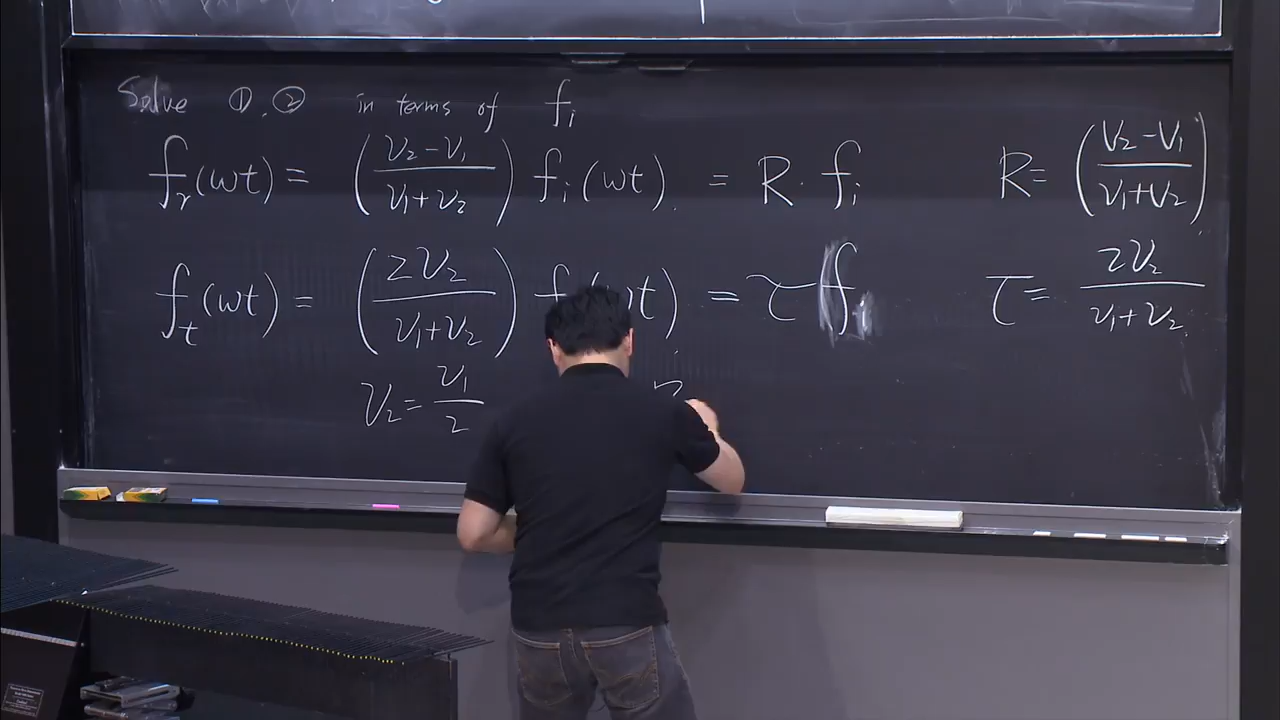 Solve ①, ② in terms of f_i
f_r(ωt) = ((v_2 - v_1)/(v_1 + v_2)) f_i(ωt). = R · f_i
R = ((v_2 - v_1)/(v_1 + v_2))
f_t(ωt) = (2v_2/(v_1 + v_2)) f t). = τ f_i
τ = 2v_2/(v_1 + v_2)
v_2 = v_1/2